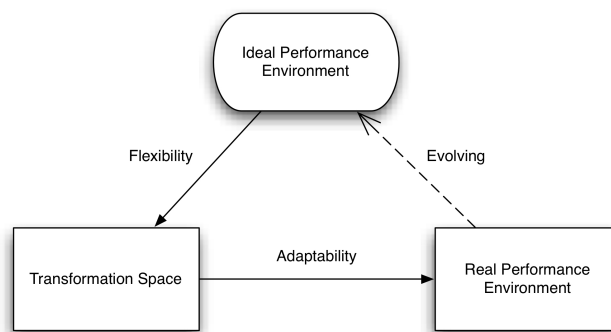 Ideal Performance
Environment
Flexibility
Evolving
Adaptability
Transformation Space
Real Performance
Environment